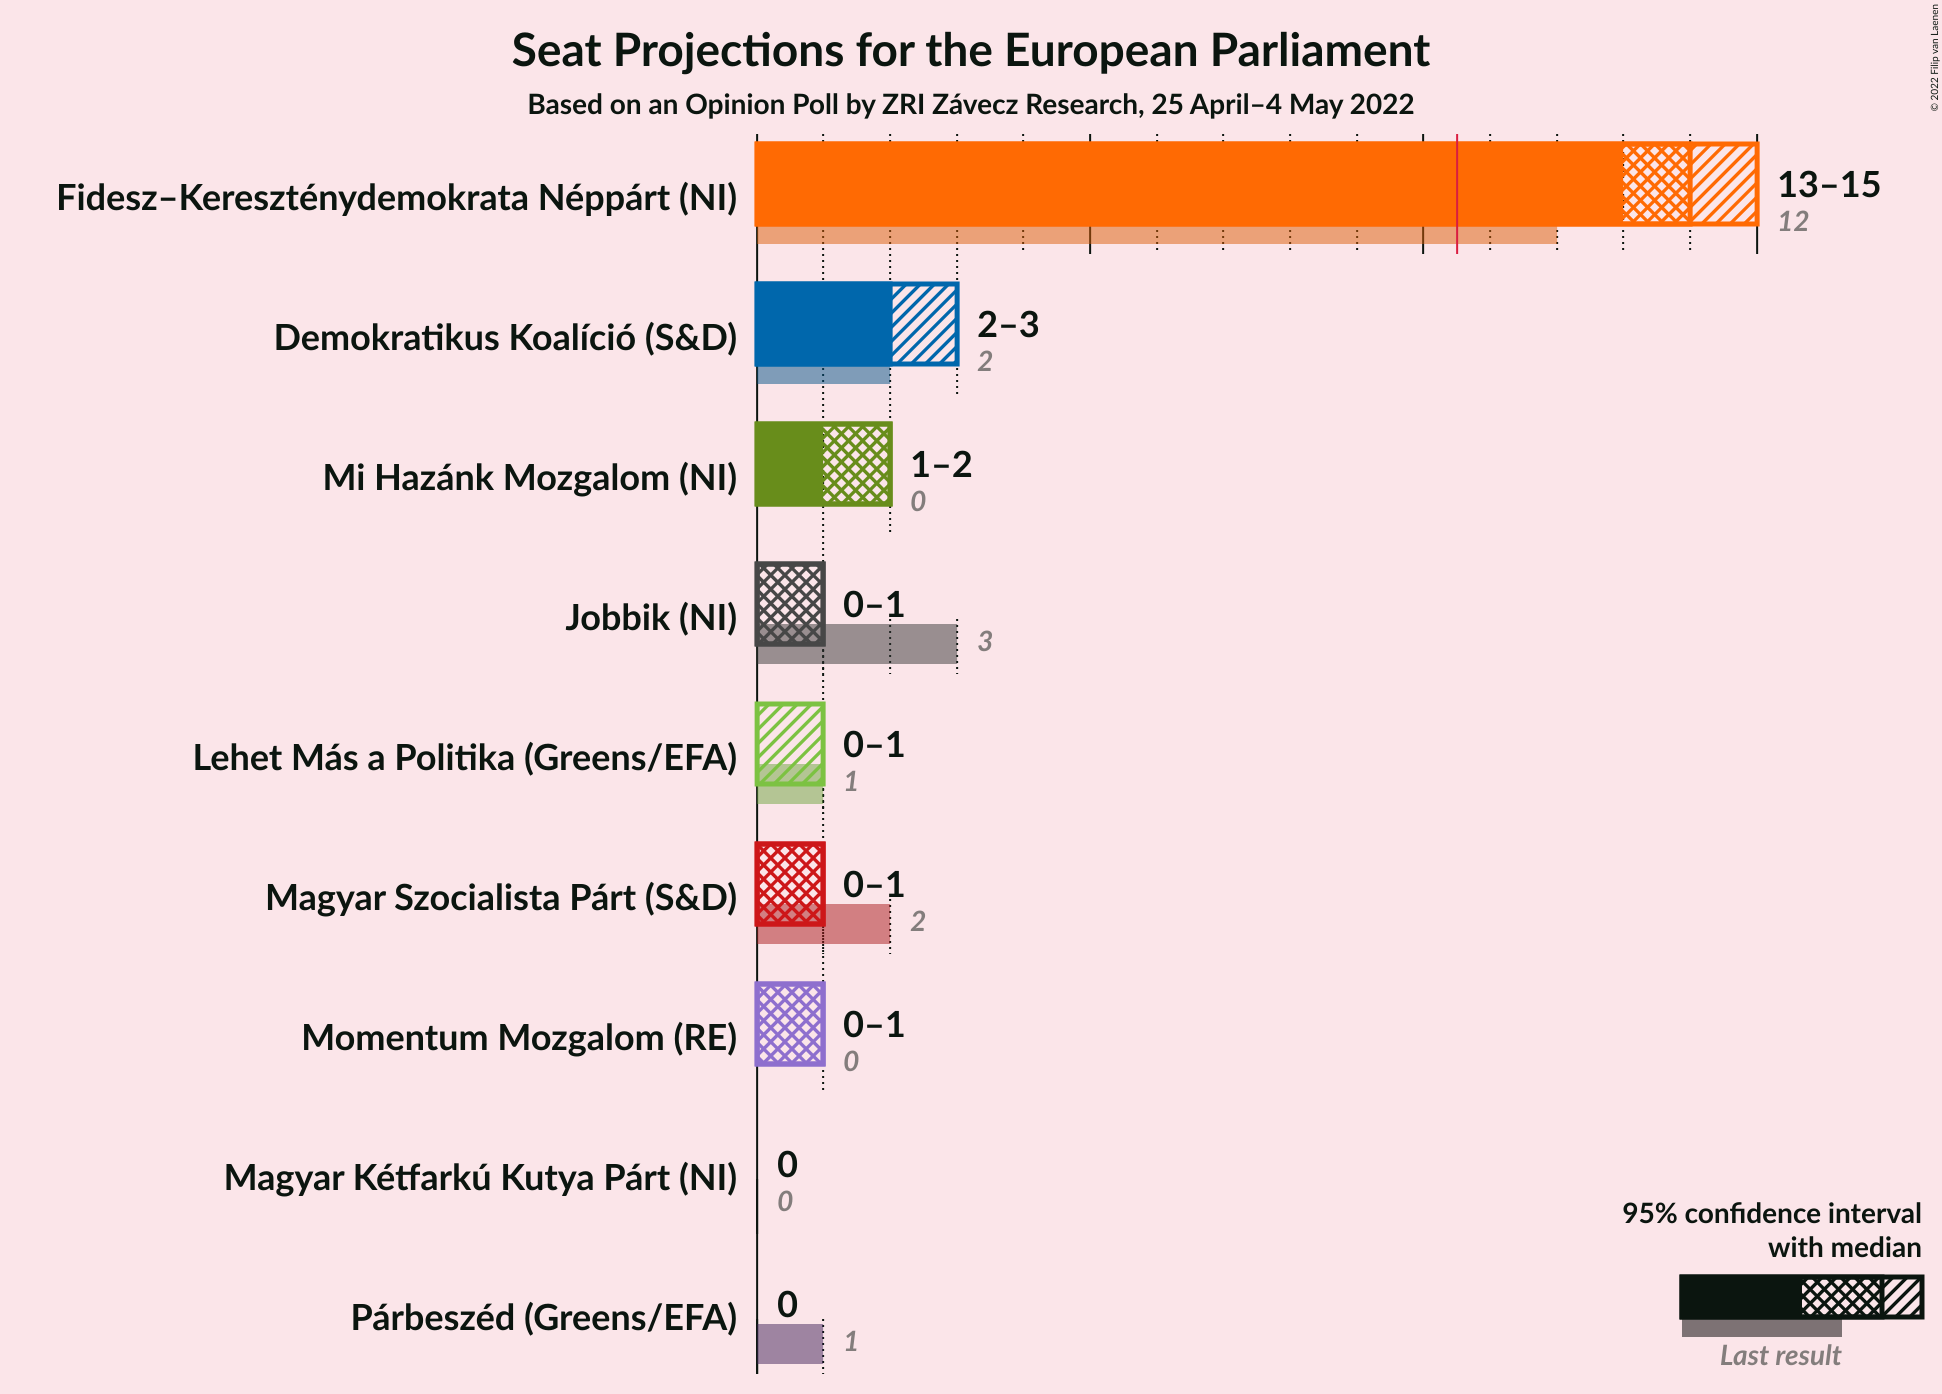 Seat Projections for the European Parliament
Based on an Opinion Poll by ZRI Závecz Research, 25 April–4 May 2022
© 2022 Filip van Laenen
Fidesz–Kereszténydemokrata Néppárt (NI)
13–15
12
Demokratikus Koalíció (S&D)
2–3
2
Mi Hazánk Mozgalom (NI)
1–2
0
Jobbik (NI)
0–1
3
Lehet Más a Politika (Greens/EFA)
0–1
1
Magyar Szocialista Párt (S&D)
0–1
2
Momentum Mozgalom (RE)
0–1
0
Magyar Kétfarkú Kutya Párt (NI)
0
0
Párbeszéd (Greens/EFA)
0
1
95% confidence interval
with median
Last result